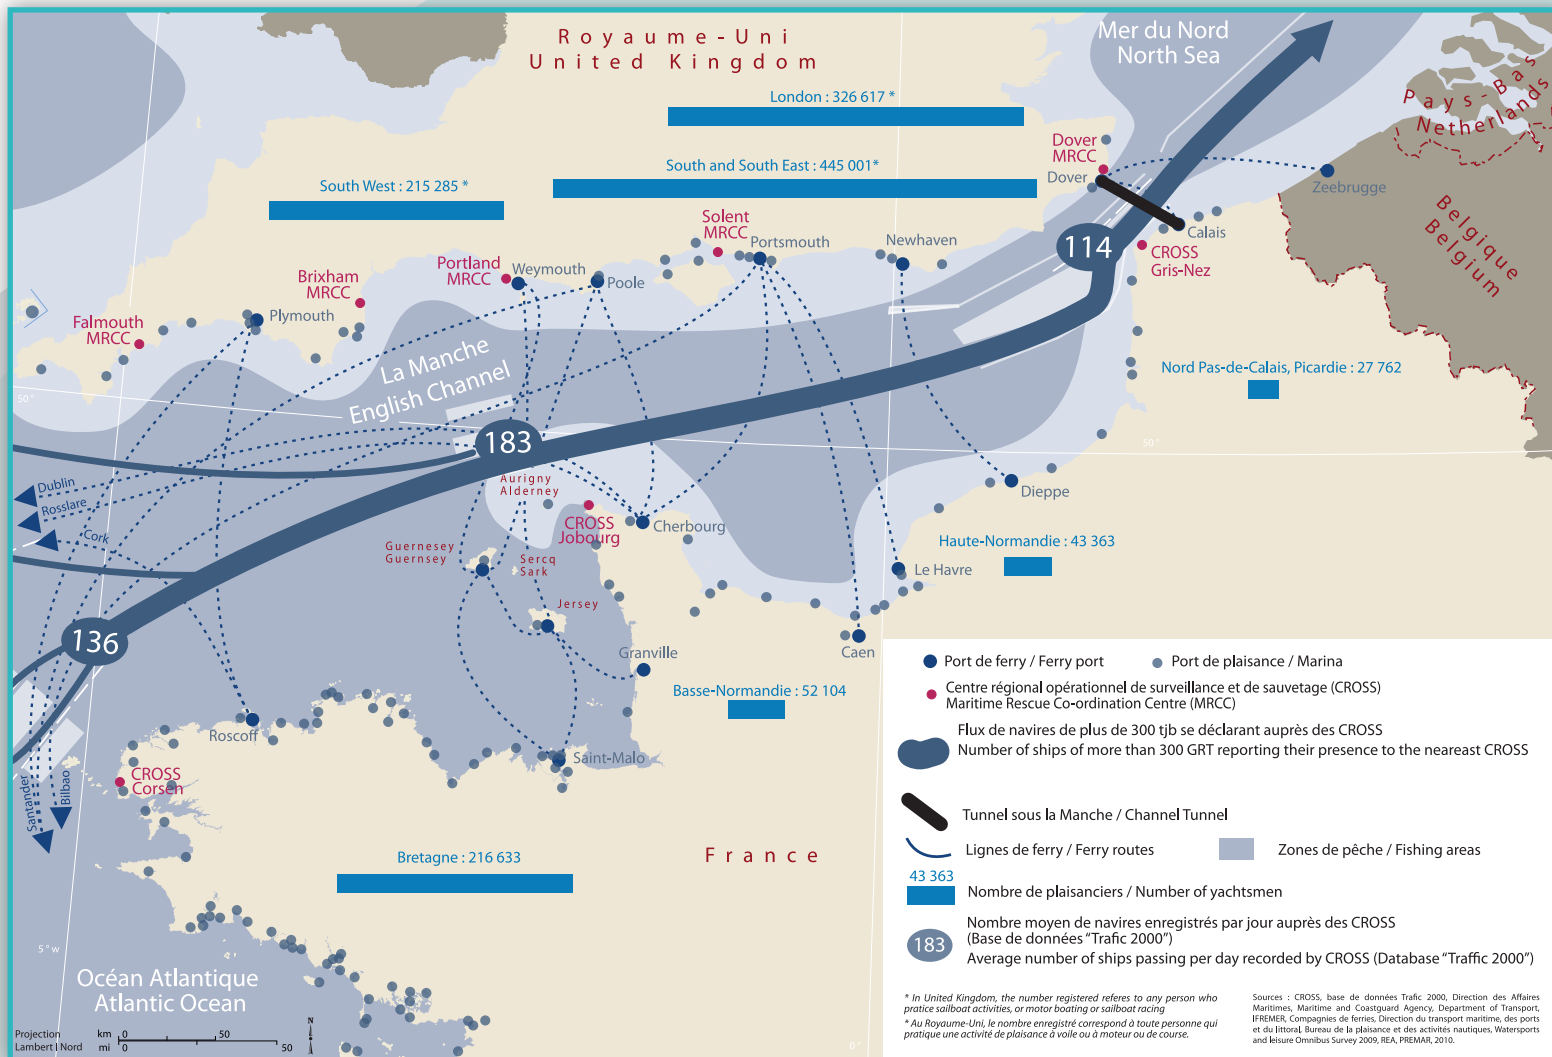 Royaume-Uni
United Kingdom
Mer du Nord
North Sea
Pays-Bas
Netherlands
London : 326 617 *
South and South East : 445 001*
South West : 215 285 *
Dover
MRCC
Dover
Zeebrugge
Belgique
Belgium
Calais
CROSS
Gris-Nez
114
Solent
MRCC
Portsmouth
Newhaven
Portland
MRCC
Weymouth
Poole
Brixham
MRCC
Plymouth
Falmouth
MRCC
La Manche
English Channel
50 °
50 °
Nord Pas-de-Calais, Picardie : 27 762
183
Aurigny
Alderney
CROSS
Jobourg
Cherbourg
Dieppe
Dublin
Rosslare
Cork
Guernesey
Guernsey
Sercq
Sark
Jersey
Haute-Normandie : 43 363
Le Havre
Caen
136
Granville
Basse-Normandie : 52 104
Roscoff
Saint-Malo
CROSS
Corsen
Santander
Bilbao
Bretagne : 216 633
France
5 ° w
0 °
Océan Atlantique
Atlantic Ocean
Projection
Lambert I Nord
km 0 50
mi 0 50
N
Port de ferry / Ferry port
Port de plaisance / Marina
Centre régional opérationnel de surveillance et de sauvetage (CROSS)
Maritime Rescue Co-ordination Centre (MRCC)
Flux de navires de plus de 300 tjb se déclarant auprès des CROSS
Number of ships of more than 300 GRT reporting their presence to the neareast CROSS
Tunnel sous la Manche / Channel Tunnel
Lignes de ferry / Ferry routes
Zones de pêche / Fishing areas
43 363
Nombre de plaisanciers / Number of yachtsmen
183
Nombre moyen de navires enregistrés par jour auprès des CROSS
(Base de données “Trafic 2000”)
Average number of ships passing per day recorded by CROSS (Database “Traffic 2000”)
* In United Kingdom, the number registered referes to any person who
pratice sailboat activities, or motor boating or sailboat racing
* Au Royaume-Uni, le nombre enregistré correspond à toute personne qui
pratique une activité de plaisance à voile ou à moteur ou de course.
Sources : CROSS, base de données Trafic 2000, Direction des Affaires
Maritimes, Maritime and Coastguard Agency, Department of Transport,
IFREMER, Compagnies de ferries, Direction du transport maritime, des ports
et du littoral, Bureau de la plaisance et des activités nautiques, Watersports
and leisure Omnibus Survey 2009, REA, PREMAR, 2010.